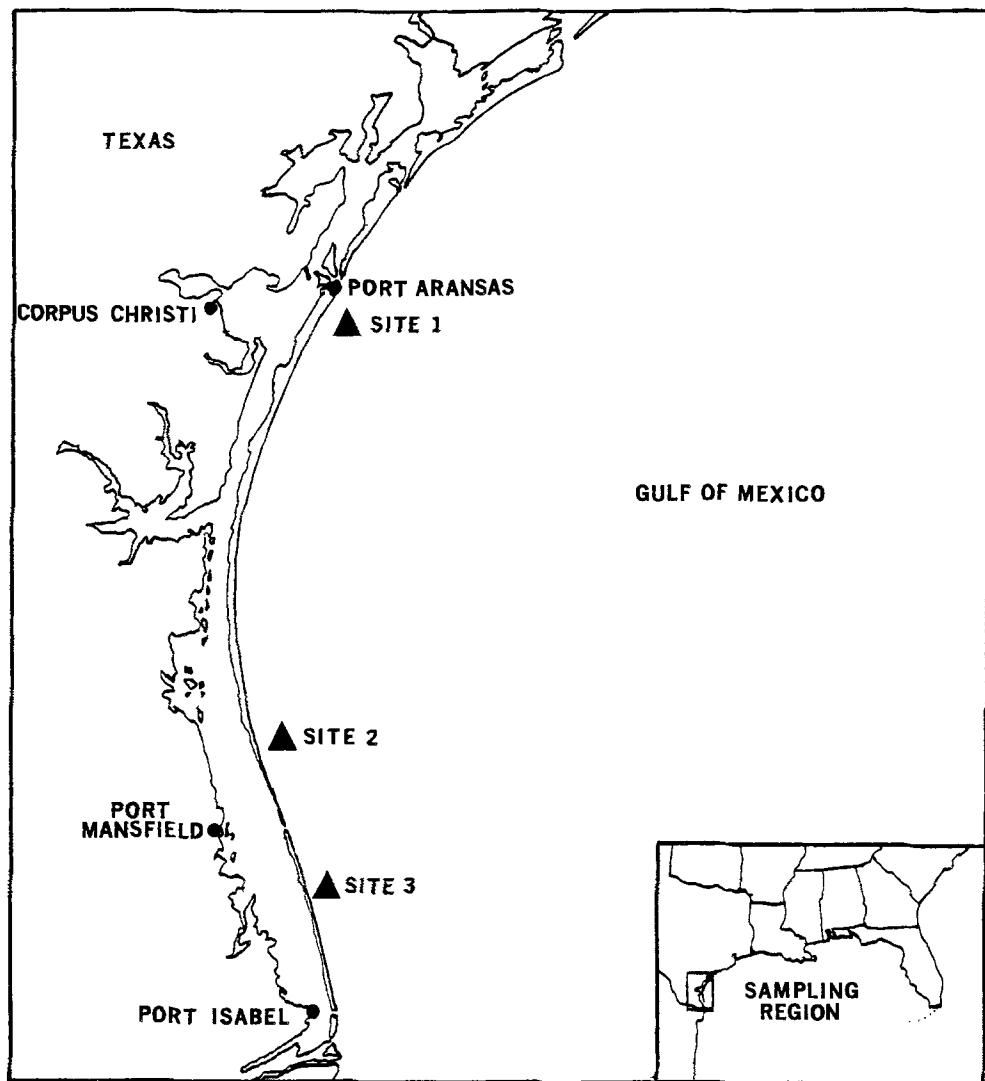 TEXAS
PORT ARANSAS
CORPUS CHRISTI
SITE 1
GULF OF MEXICO
SITE 2
PORT
MANSFIELD
SITE 3
PORT ISABEL
SAMPLING
REGION